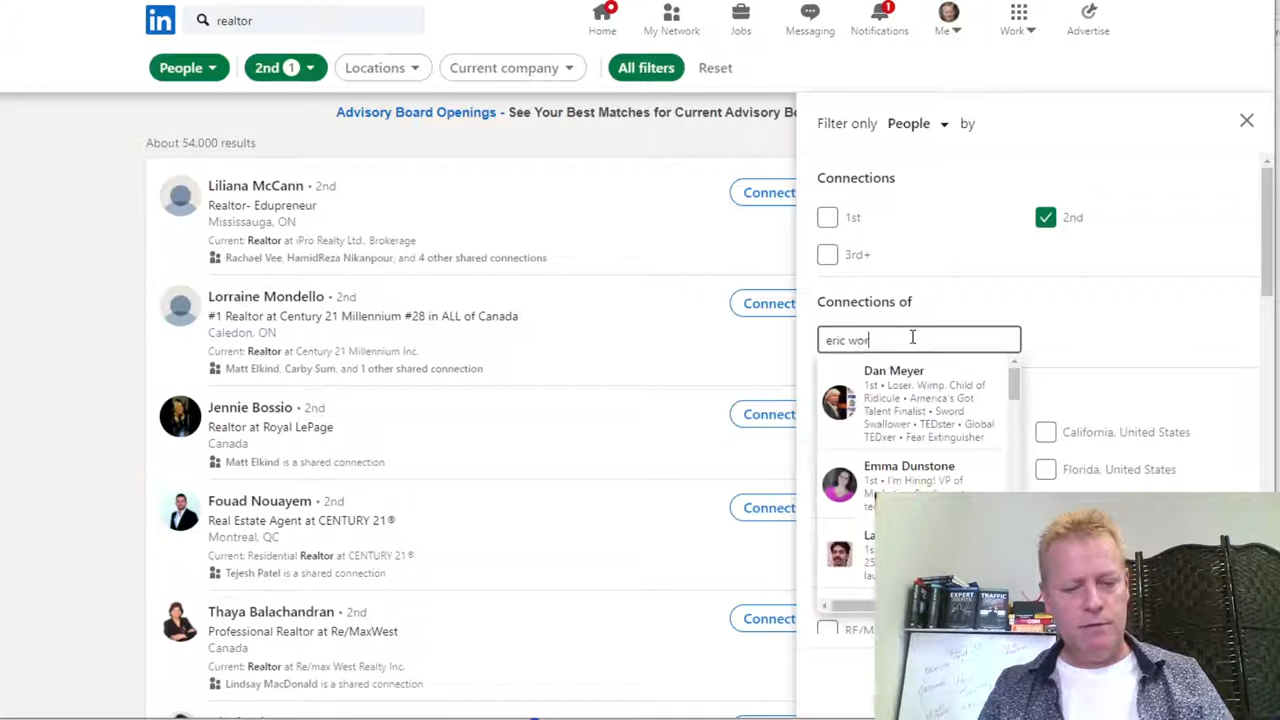 in
realtor
Home
My Network
Jobs
Messaging
1
Notifications
Me
Work
Advertise
People
2nd 1
Locations
Current company
All filters
Reset
Advisory Board Openings - See Your Best Matches for Current Advisory Bo
About 54,000 results
Liliana McCann • 2nd
Realtor- Edupreneur
Mississauga, ON
Current: Realtor at iPro Realty Ltd., Brokerage
Rachael Vee, HamidReza Nikanpour, and 4 other shared connections
Connect
Lorraine Mondello • 2nd
#1 Realtor at Century 21 Millennium #28 in ALL of Canada
Caledon, ON
Current: Realtor at Century 21 Millennium Inc.
Matt Elkind, Carby Sum, and 1 other shared connection
Connect
Jennie Bossio • 2nd
Realtor at Royal LePage
Canada
Matt Elkind is a shared connection
Connect
Fouad Nouayem • 2nd
Real Estate Agent at CENTURY 21®
Montreal, QC
Current: Residential Realtor at CENTURY 21®
Tejesh Patel is a shared connection
Connect
Thaya Balachandran • 2nd
Professional Realtor at Re/MaxWest
Canada
Current: Realtor at Re/max West Realty Inc.
Lindsay MacDonald is a shared connection
Connect
Filter only People by
Connections
1st
2nd
3rd+
Connections of
eric wor
Dan Meyer
1st • Loser. Wimp. Child of
Ridicule • America's Got
Talent Finalist • Sword
Swallower • TEDster • Global
TEDxer • Fear Extinguisher
Emma Dunstone
1st • I'm Hiring! VP of
La
1s
25
lau
California, United States
Florida, United States
RE/M
EXPERT
SECRETS
TRAFFIC
SECRETS